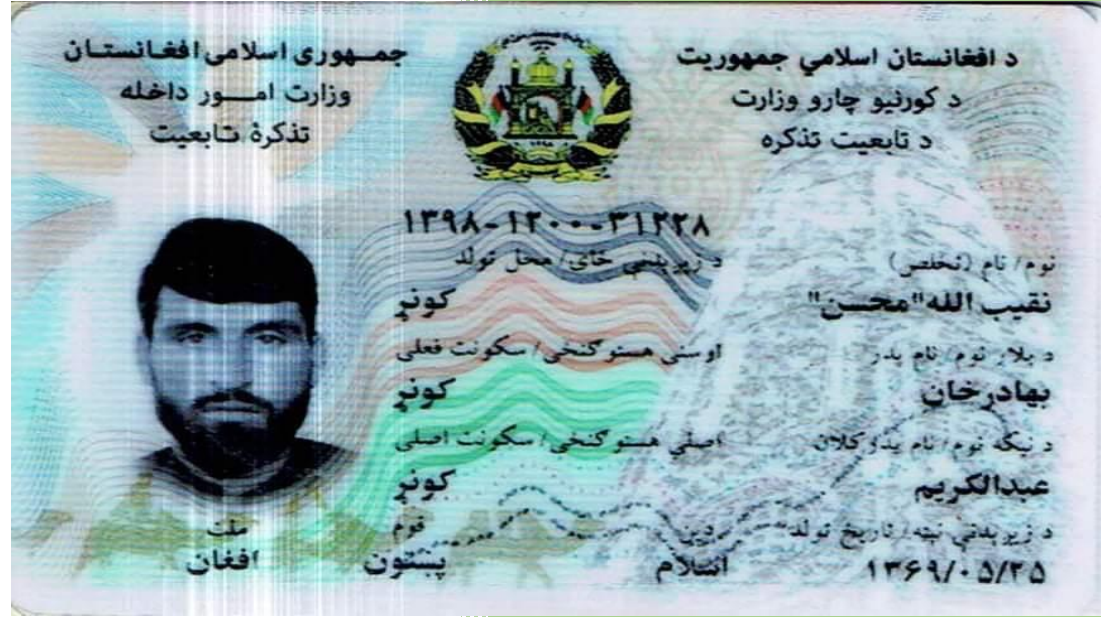 د افغانستان اسلامي جمهوریت
جمهوری اسلامی افغانستان
د کورنیو چارو وزارت
وزارت امور داخله
د تابعیت تذکره
تذکرهٔ تابعیت
۱۳۹۸-۱۲۰۰-۳۱۲۲۸
نوم/ نام (تخلص)
د زیږیدنې ځای/ محل تولد
نقیب الله "محسن"
کونړ
د پلار نوم/ نام پدر
اوسنی هستوګنځی/ سکونت فعلی
بهادرخان
کونړ
د نیکه نوم/ نام پدرکلان
اصلي هستوګنځی/ سکونت اصلی
عبدالکریم
کونړ
د زیږیدنې نېټه/ تاریخ تولد
دین
قوم
ملت
۱۳۶۹/۰۵/۲۵
اسلام
پښتون
افغان